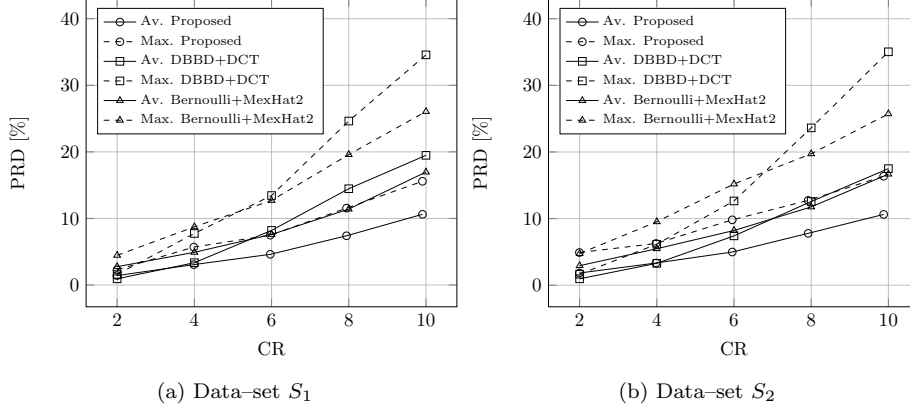 40
30
20
10
0
PRD [%]
Av. Proposed
Max. Proposed
Av. DBBD+DCT
Max. DBBD+DCT
Av. Bernoulli+MexHat2
Max. Bernoulli+MexHat2
2 4 6 8 10
CR
(a) Data–set S1
40
30
20
10
0
PRD [%]
Av. Proposed
Max. Proposed
Av. DBBD+DCT
Max. DBBD+DCT
Av. Bernoulli+MexHat2
Max. Bernoulli+MexHat2
2 4 6 8 10
CR
(b) Data–set S2